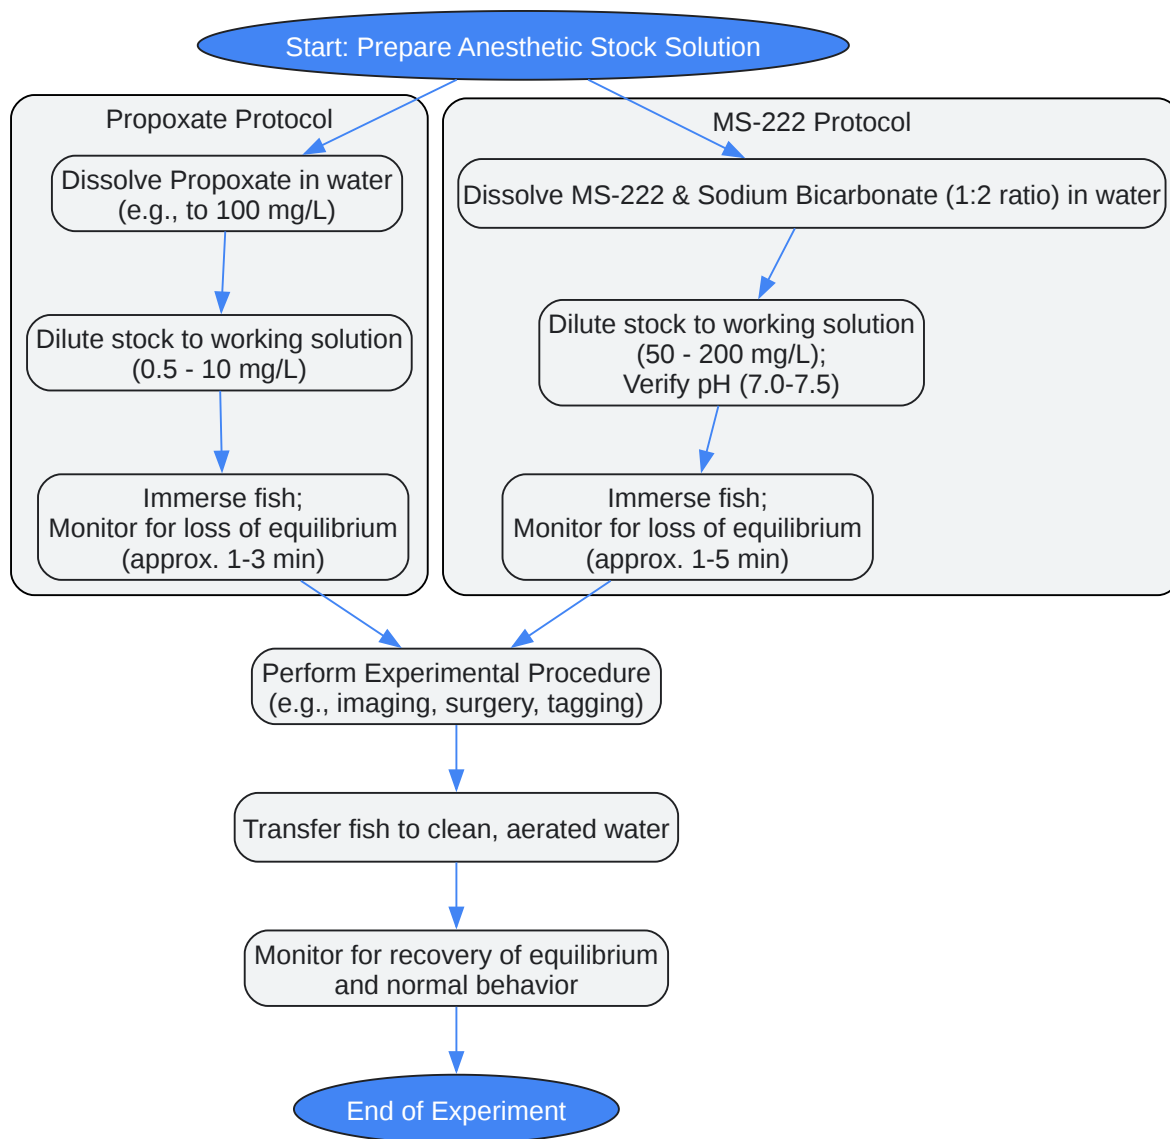 Start: Prepare Anesthetic Stock Solution
Propoxate Protocol
Dissolve Propoxate in water
(e.g., to 100 mg/L)
Dilute stock to working solution
(0.5 - 10 mg/L)
Immerse fish;
Monitor for loss of equilibrium
(approx. 1-3 min)
MS-222 Protocol
Dissolve MS-222 & Sodium Bicarbonate (1:2 ratio) in water
Dilute stock to working solution
(50 - 200 mg/L);
Verify pH (7.0-7.5)
Immerse fish;
Monitor for loss of equilibrium
(approx. 1-5 min)
Perform Experimental Procedure
(e.g., imaging, surgery, tagging)
Transfer fish to clean, aerated water
Monitor for recovery of equilibrium
and normal behavior
End of Experiment